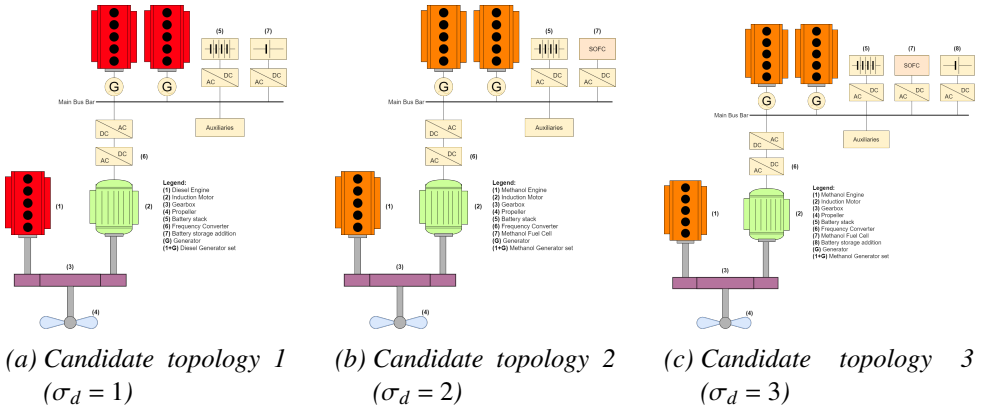 (5)
(7)
AC
DC
AC
DC
G
G
Main Bus Bar
AC
DC
Auxiliaries
DC
AC
(6)
(1)
(2)
Legend:
(1) Diesel Engine
(2) Induction Motor
(3) Gearbox
(4) Propeller
(5) Battery stack
(6) Frequency Converter
(7) Battery storage addition
(G) Generator
(1+G) Diesel Generator set
(3)
(4)
(a) Candidate topology 1
(σd = 1)
(5)
(7)
SOFC
AC
DC
AC
DC
G
G
Main Bus Bar
AC
DC
Auxiliaries
DC
AC
(6)
(1)
(2)
Legend:
(1) Methanol Engine
(2) Induction Motor
(3) Gearbox
(4) Propeller
(5) Battery stack
(6) Frequency Converter
(7) Methanol Fuel Cell
(G) Generator
(1+G) Methanol Generator set
(3)
(4)
(b) Candidate topology 2
(σd = 2)
(5)
(7)
(8)
SOFC
AC
DC
AC
DC
AC
DC
G
G
Main Bus Bar
AC
DC
Auxiliaries
DC
AC
(6)
(1)
(2)
Legend:
(1) Methanol Engine
(2) Induction Motor
(3) Gearbox
(4) Propeller
(5) Battery stack
(6) Frequency Converter
(7) Methanol Fuel Cell
(8) Battery storage addition
(G) Generator
(1+G) Methanol Generator set
(3)
(4)
(c) Candidate topology 3
(σd = 3)